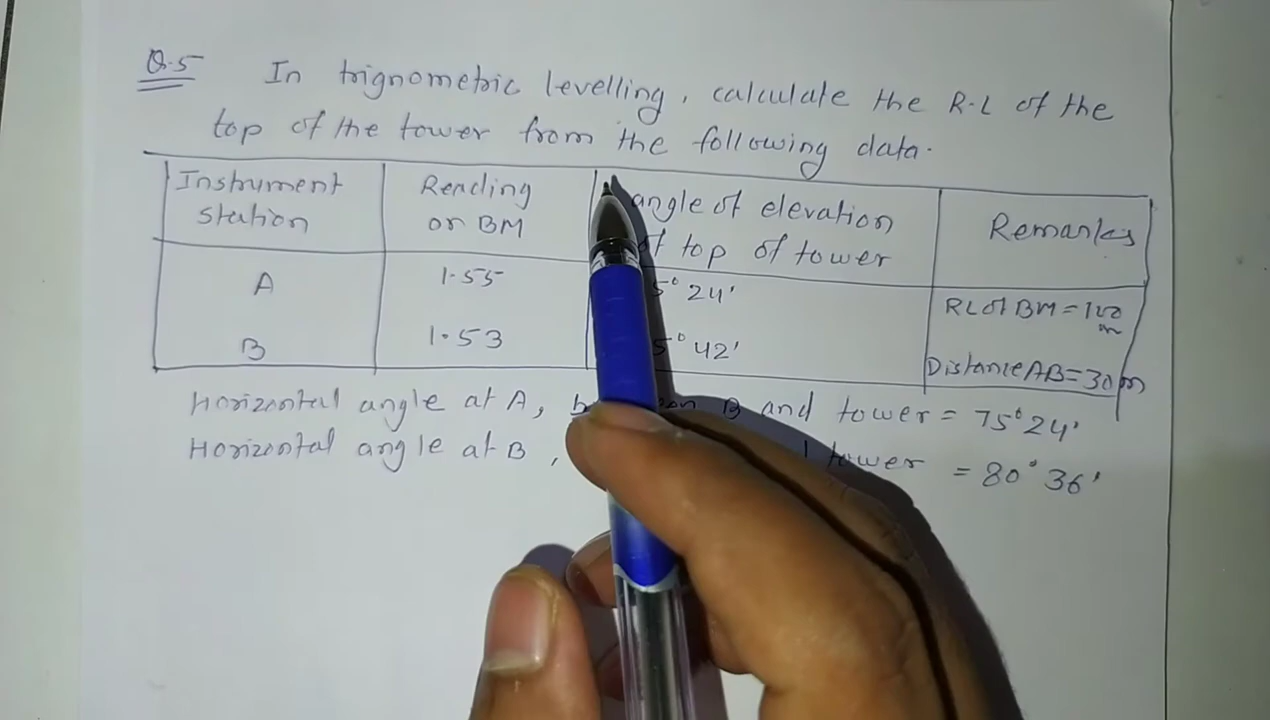 Q.5 In trignometric levelling, calculate the R.L of the
top of the tower from the following data.
Instrument station
Reading on BM
angle of elevation top of tower
Remarks
A 1.55 5° 24' RL of BM = 100 m
B 1.53 5° 42' Distance AB = 30 m
Horizontal angle at A, B and tower = 75° 24'
Horizontal angle at B, tower = 80° 36'